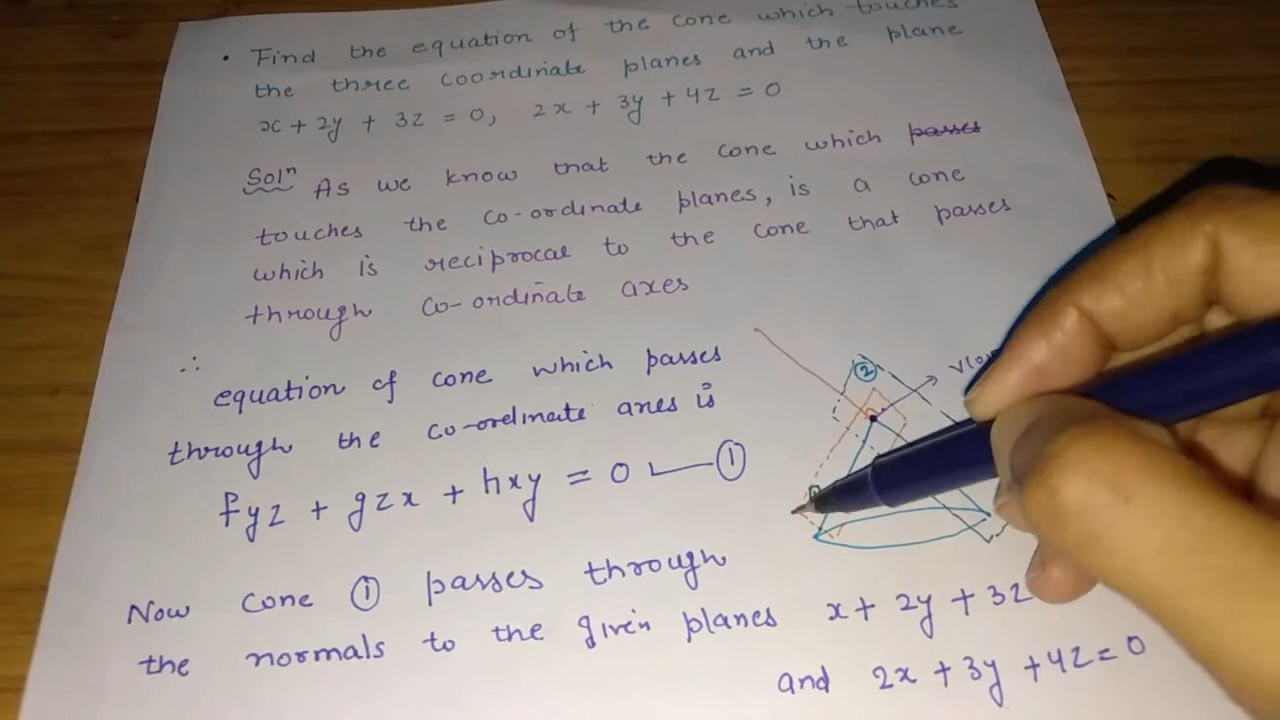 • Find the equation of the cone which touches
the three coordinate planes and the plane
x + 2y + 3z = 0, 2x + 3y + 4z = 0
Solⁿ As we know that the cone which passes
touches the co-ordinate planes, is a cone
which is reciprocal to the cone that passes
through co-ordinate axes
∴ equation of cone which passes
through the co-ordinate axes is
fyz + gzx + hxy = 0 ①
②
V(0
Now cone ① passes through
the normals to the given planes x + 2y + 3z
and 2x + 3y + 4z = 0